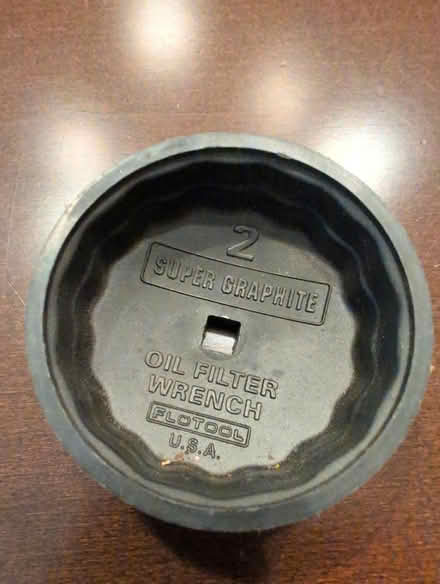 2
SUPER GRAPHITE
OIL FILTER
WRENCH
FLOTOOL
U.S.A.